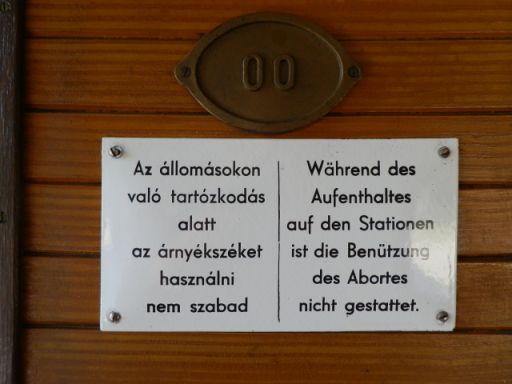 00
Az állomásokon
való tartózkodás
alatt
az árnyékszéket
használni
nem szabad
Während des
Aufenthaltes
auf den Stationen
ist die Benützung
des Abortes
nicht gestattet.